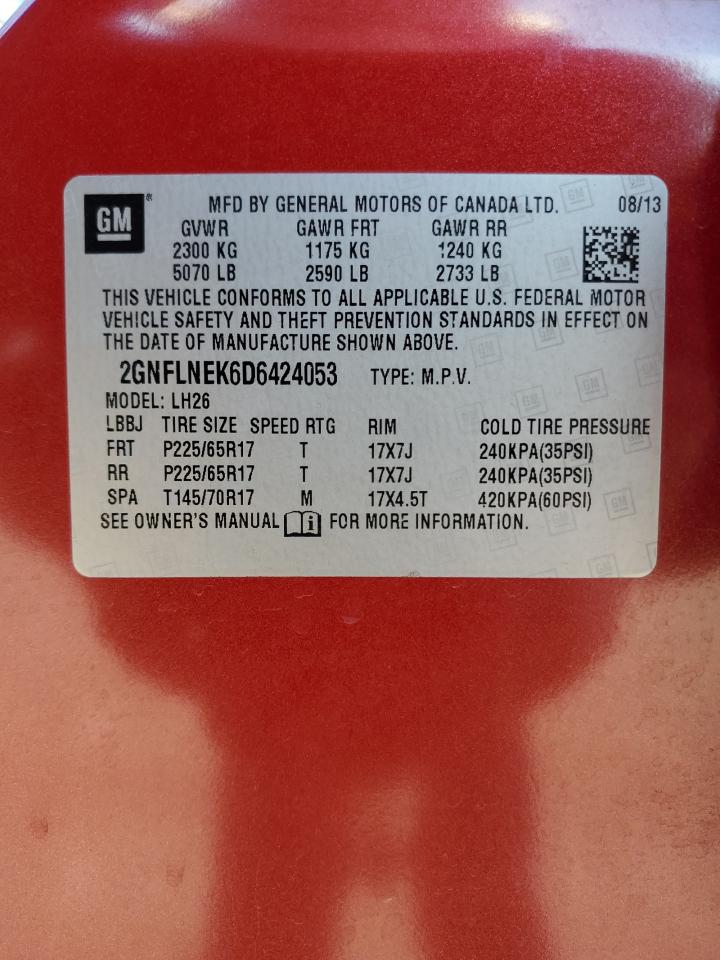 GM®
MFD BY GENERAL MOTORS OF CANADA LTD. 08/13
GVWR GAWR FRT GAWR RR
2300 KG 1175 KG 1240 KG
5070 LB 2590 LB 2733 LB
THIS VEHICLE CONFORMS TO ALL APPLICABLE U.S. FEDERAL MOTOR
VEHICLE SAFETY AND THEFT PREVENTION STANDARDS IN EFFECT ON
THE DATE OF MANUFACTURE SHOWN ABOVE.
2GNFLNEK6D6424053 TYPE: M.P.V.
MODEL: LH26
LBBJ TIRE SIZE SPEED RTG RIM COLD TIRE PRESSURE
FRT P225/65R17 T 17X7J 240KPA(35PSI)
RR P225/65R17 T 17X7J 240KPA(35PSI)
SPA T145/70R17 M 17X4.5T 420KPA(60PSI)
SEE OWNER'S MANUAL FOR MORE INFORMATION.